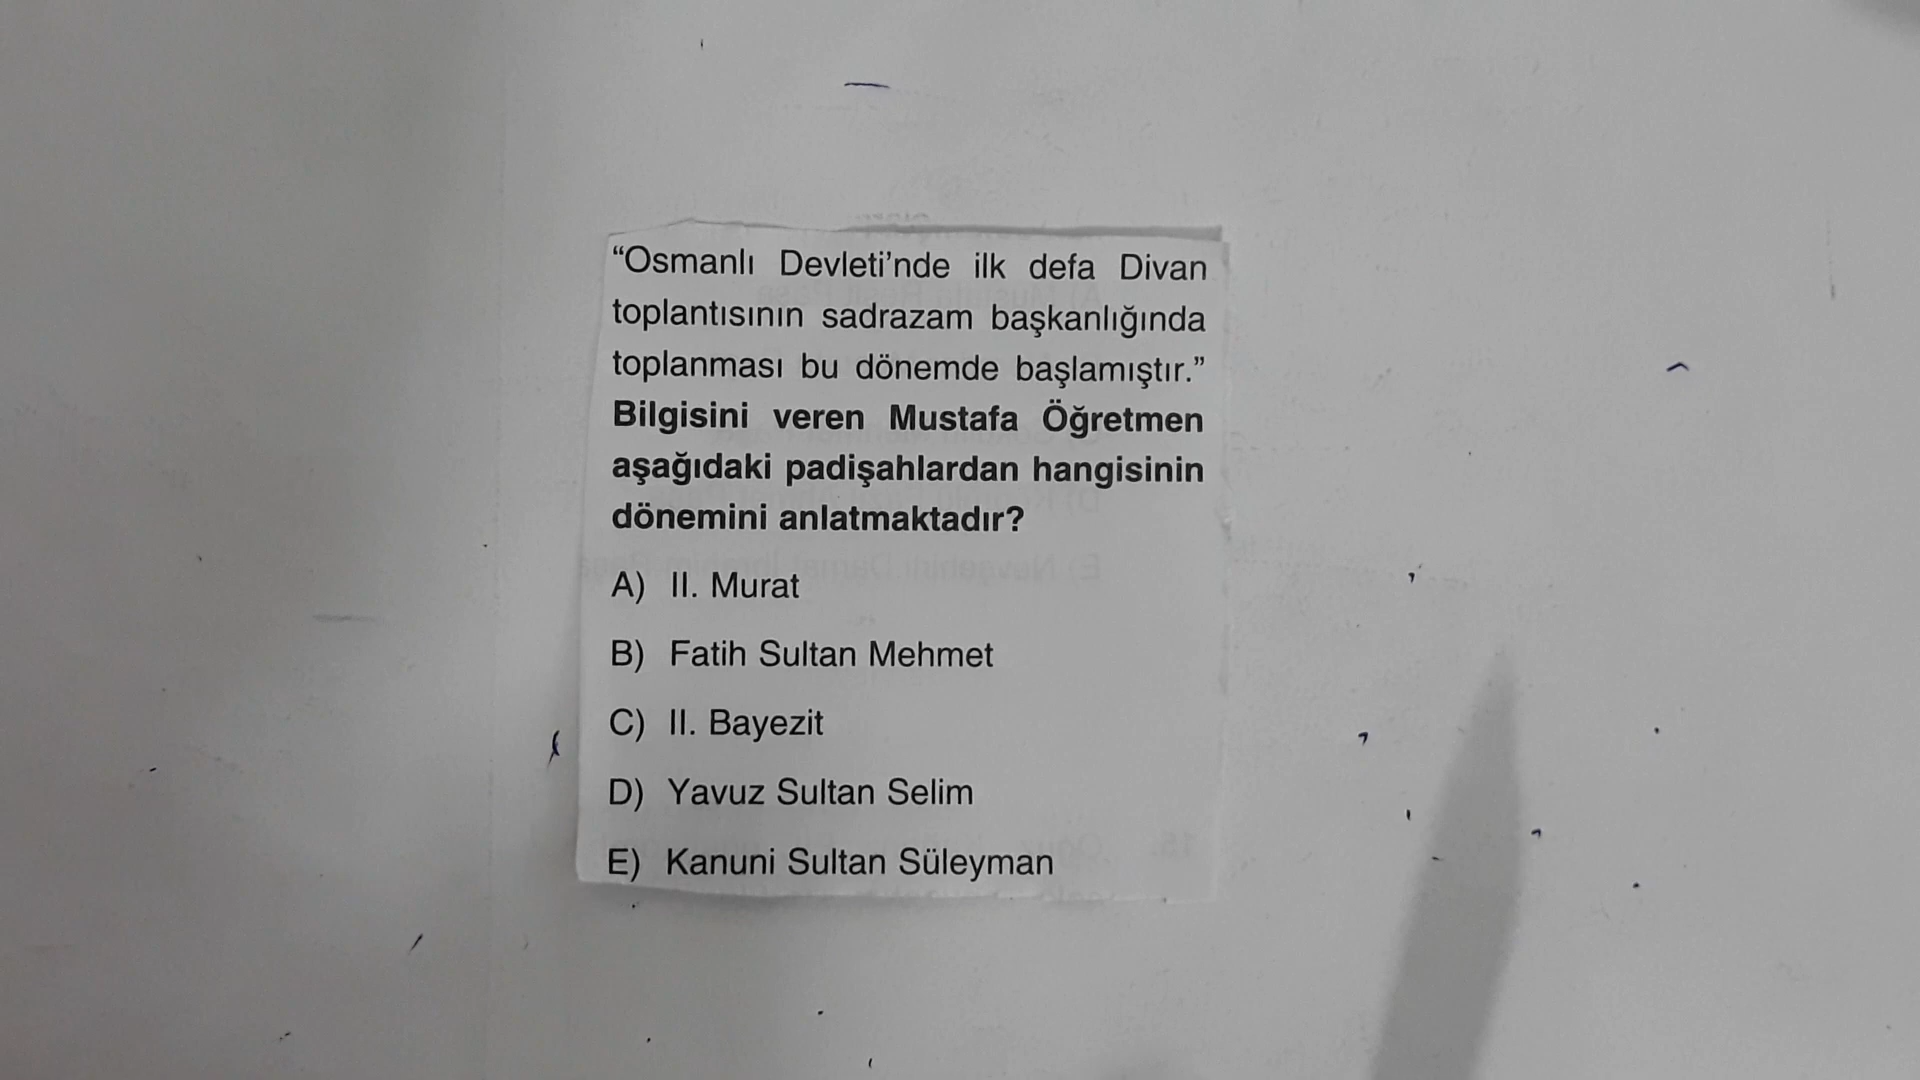 “Osmanlı Devleti’nde ilk defa Divan
toplantısının sadrazam başkanlığında
toplanması bu dönemde başlamıştır.”
Bilgisini veren Mustafa Öğretmen
aşağıdaki padişahlardan hangisinin
dönemini anlatmaktadır?
A) II. Murat
B) Fatih Sultan Mehmet
C) II. Bayezit
D) Yavuz Sultan Selim
E) Kanuni Sultan Süleyman